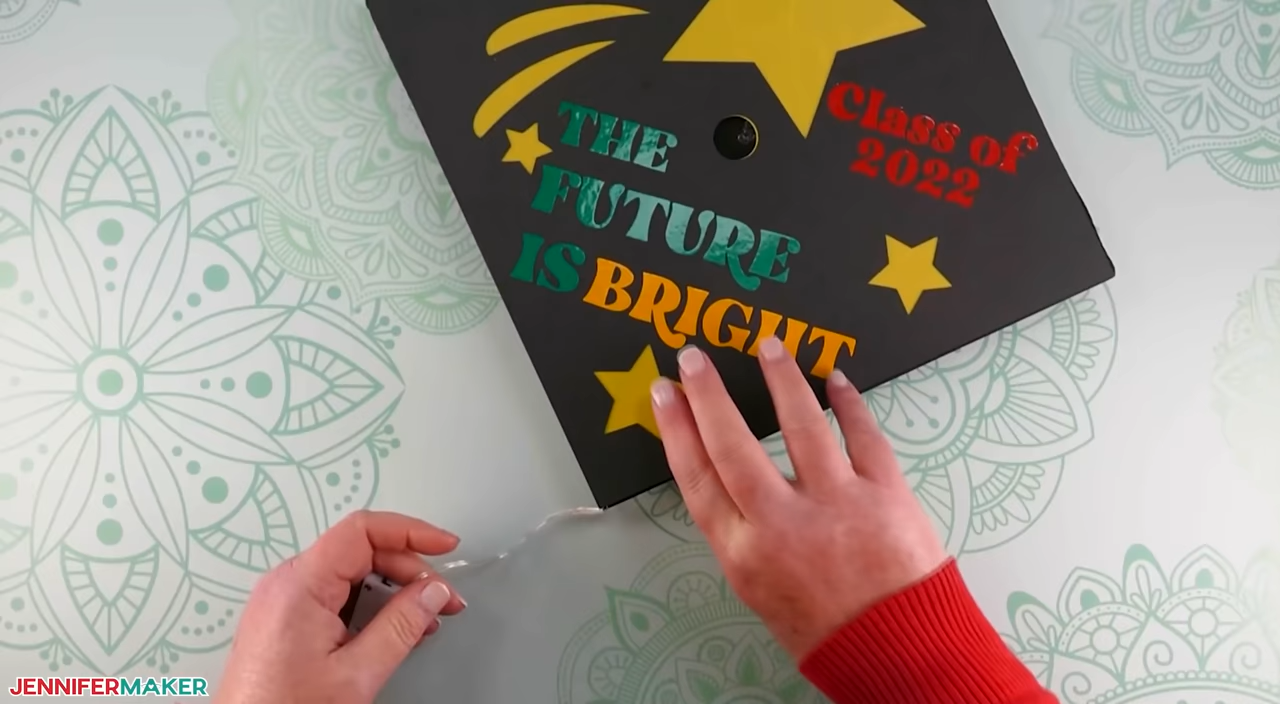 THE
FUTURE
IS BRIGHT
Class of
2022
JENNIFERMAKER